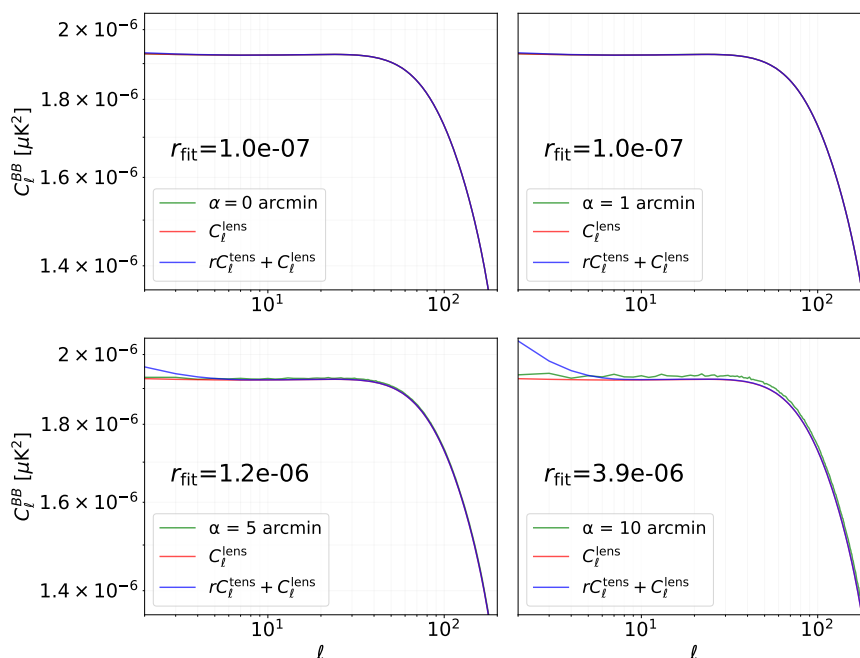 2 × 10⁻⁶
1.8 × 10⁻⁶
1.6 × 10⁻⁶
1.4 × 10⁻⁶
C_ℓ^{BB} [μK²]
r_fit=1.0e-07
α = 0 arcmin
C_ℓ^{lens}
rC_ℓ^{tens} + C_ℓ^{lens}
10¹ 10²
r_fit=1.0e-07
α = 1 arcmin
C_ℓ^{lens}
rC_ℓ^{tens} + C_ℓ^{lens}
10¹ 10²
2 × 10⁻⁶
1.8 × 10⁻⁶
1.6 × 10⁻⁶
1.4 × 10⁻⁶
C_ℓ^{BB} [μK²]
r_fit=1.2e-06
α = 5 arcmin
C_ℓ^{lens}
rC_ℓ^{tens} + C_ℓ^{lens}
10¹ 10²
ℓ
r_fit=3.9e-06
α = 10 arcmin
C_ℓ^{lens}
rC_ℓ^{tens} + C_ℓ^{lens}
10¹ 10²
ℓ